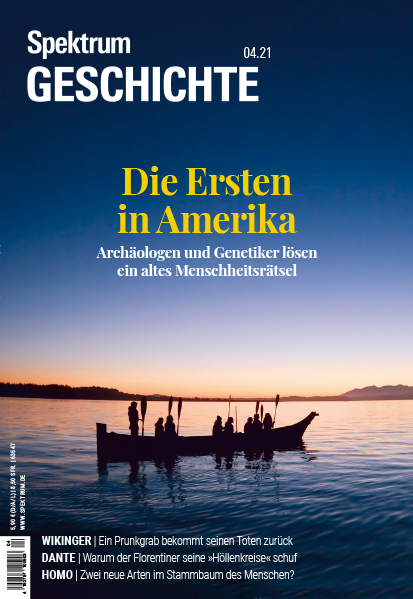 Spektrum
04.21
GESCHICHTE
Die Ersten
in Amerika
Archäologen und Genetiker lösen
ein altes Menschheitsrätsel
WIKINGER | Ein Prunkgrab bekommt seinen Toten zurück
DANTE | Warum der Florentiner seine »Höllenkreise« schuf
HOMO | Zwei neue Arten im Stammbaum des Menschen?
WWW.SPEKTRUM.DE